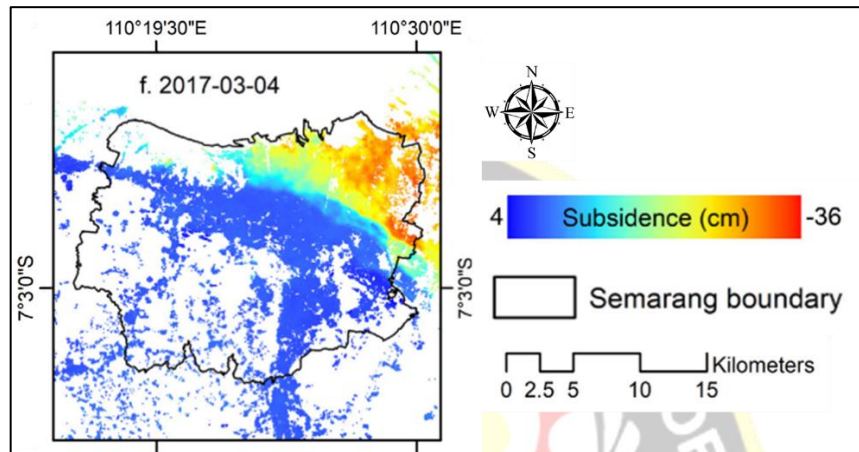 110°19'30"E 110°30'0"E
f. 2017-03-04
7°3'0"S 7°3'0"S
N
W E
S
4 Subsidence (cm) -36
Semarang boundary
Kilometers
0 2.5 5 10 15